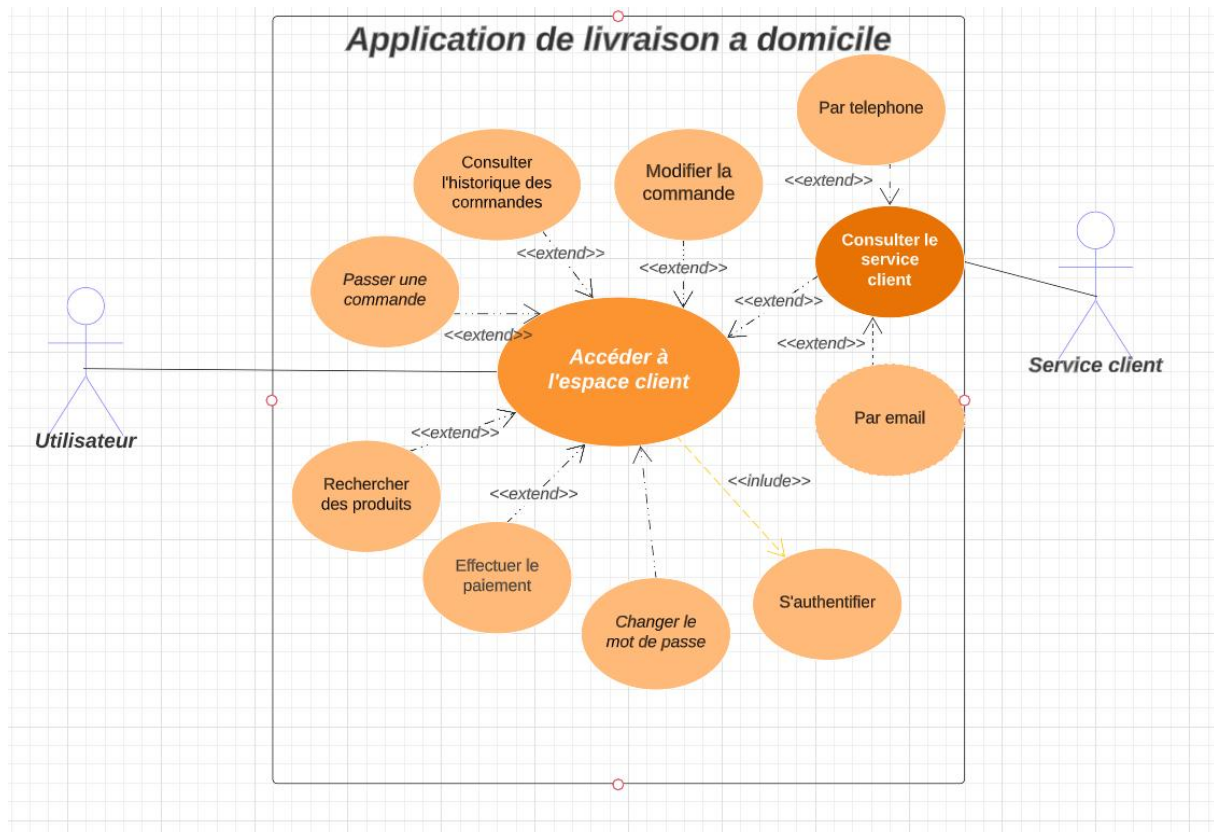 Application de livraison a domicile
Par telephone
Consulter
l'historique des
commandes
Modifier la
commande
<<extend>>
Consulter le
service
client
<<extend>>
<<extend>>
Passer une
commande
<<extend>>
<<extend>>
<<extend>>
Accéder à
l'espace client
Service client
Par email
Utilisateur
<<extend>>
Rechercher
des produits
<<extend>>
<<inlude>>
Effectuer le
paiement
S'authentifier
Changer le
mot de passe